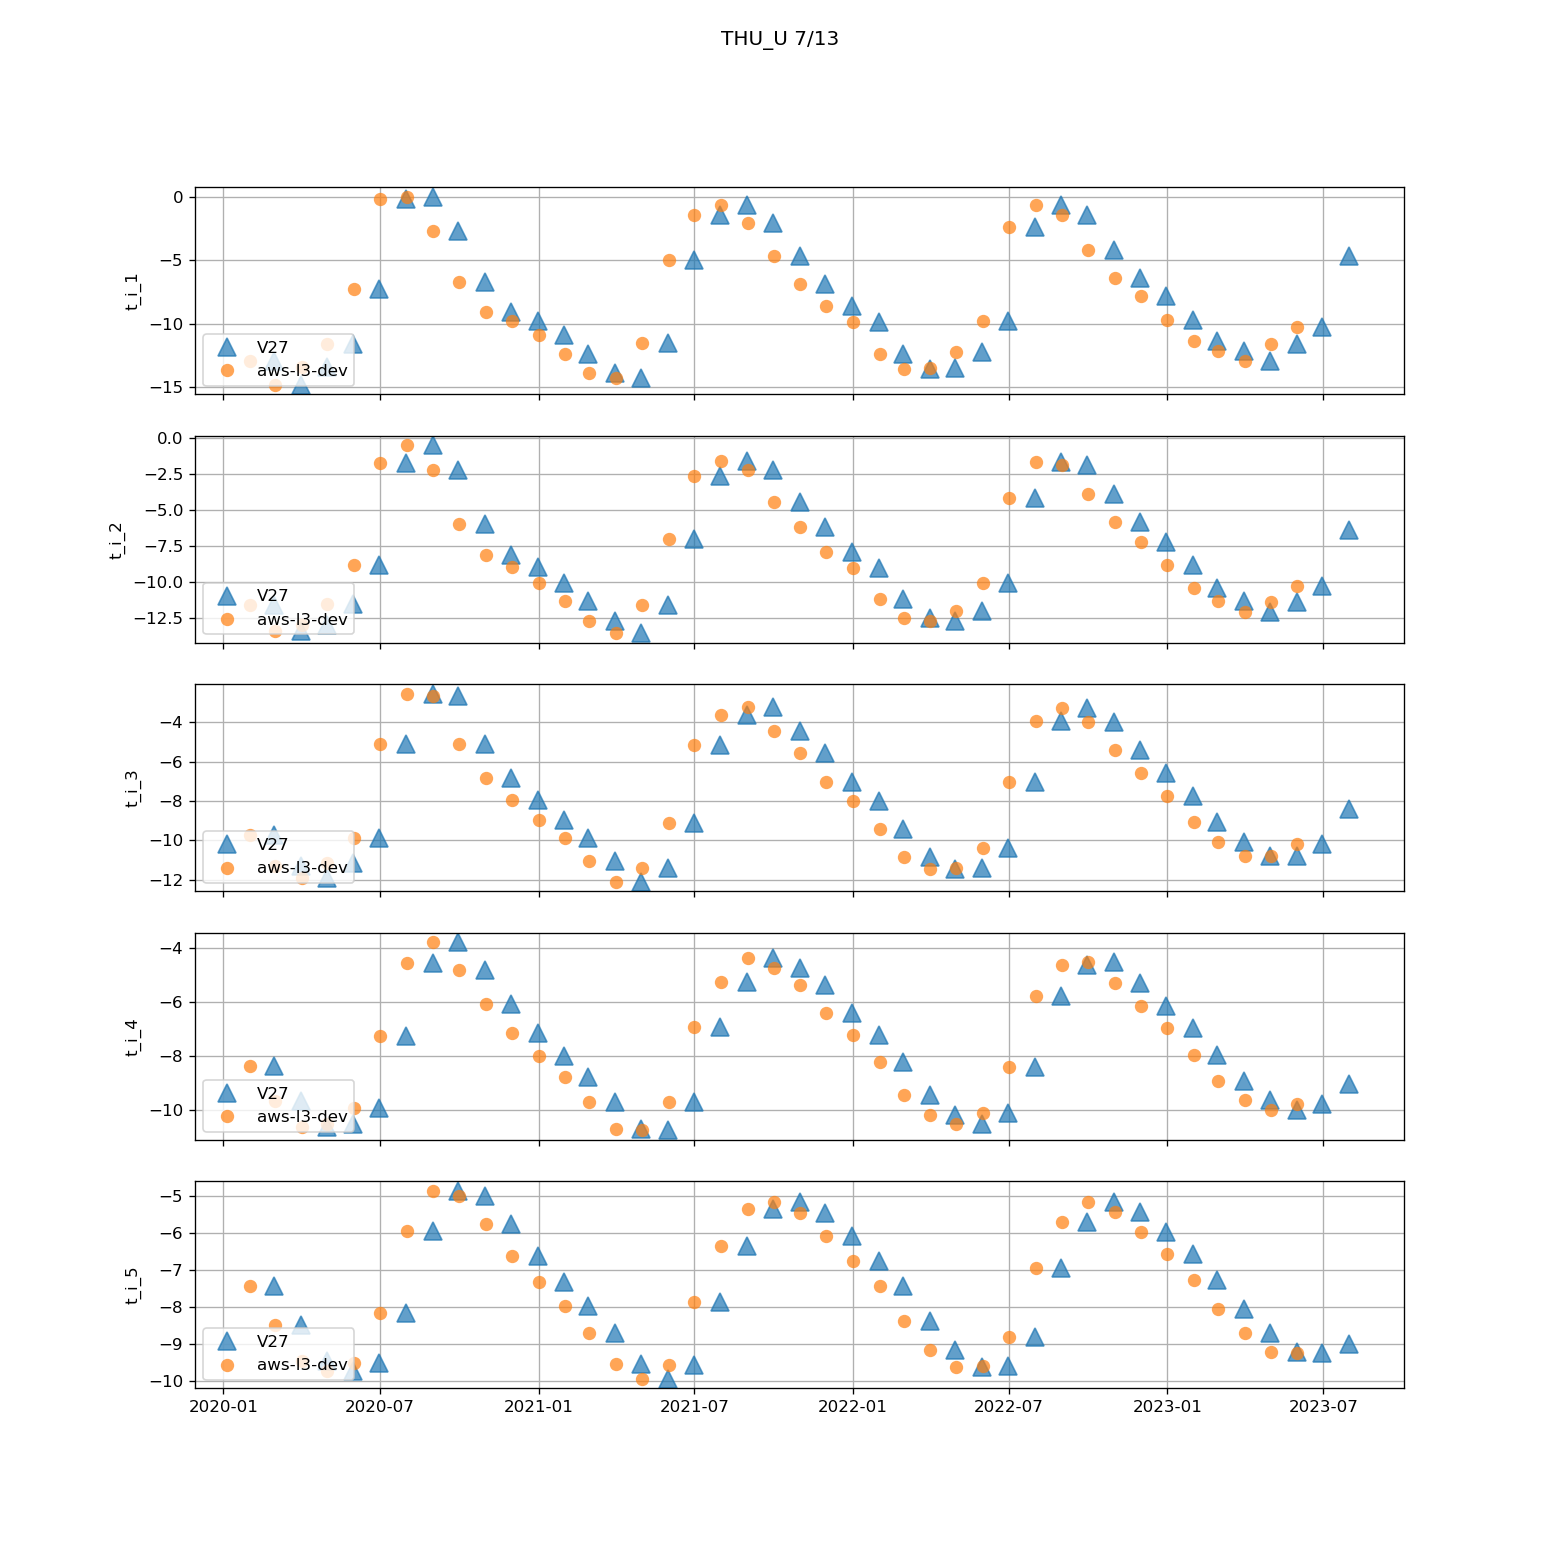 THU_U 7/13
0
−5
−10
−15
t_i_1
V27
aws-l3-dev
0.0
−2.5
−5.0
−7.5
−10.0
−12.5
t_i_2
V27
aws-l3-dev
−4
−6
−8
−10
−12
t_i_3
V27
aws-l3-dev
−4
−6
−8
−10
t_i_4
V27
aws-l3-dev
−5
−6
−7
−8
−9
−10
t_i_5
V27
aws-l3-dev
2020-01 2020-07 2021-01 2021-07 2022-01 2022-07 2023-01 2023-07